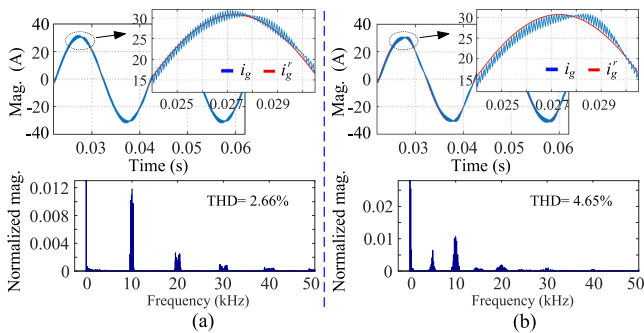 30
25
20
15
i_g
i_g^r
0.025 0.027 0.029
Mag. (A)
40
20
0
-20
-40
0.03 0.04 0.05 0.06
Time (s)
30
25
20
15
i_g
i_g^r
0.025 0.027 0.029
Mag. (A)
40
20
0
-20
-40
0.03 0.04 0.05 0.06
Time (s)
Normalized mag.
0.012
0.008
0.004
0
THD= 2.66%
0 10 20 30 40 50
Frequency (kHz)
(a)
Normalized mag.
0.02
0.01
0
THD= 4.65%
0 10 20 30 40 50
Frequency (kHz)
(b)